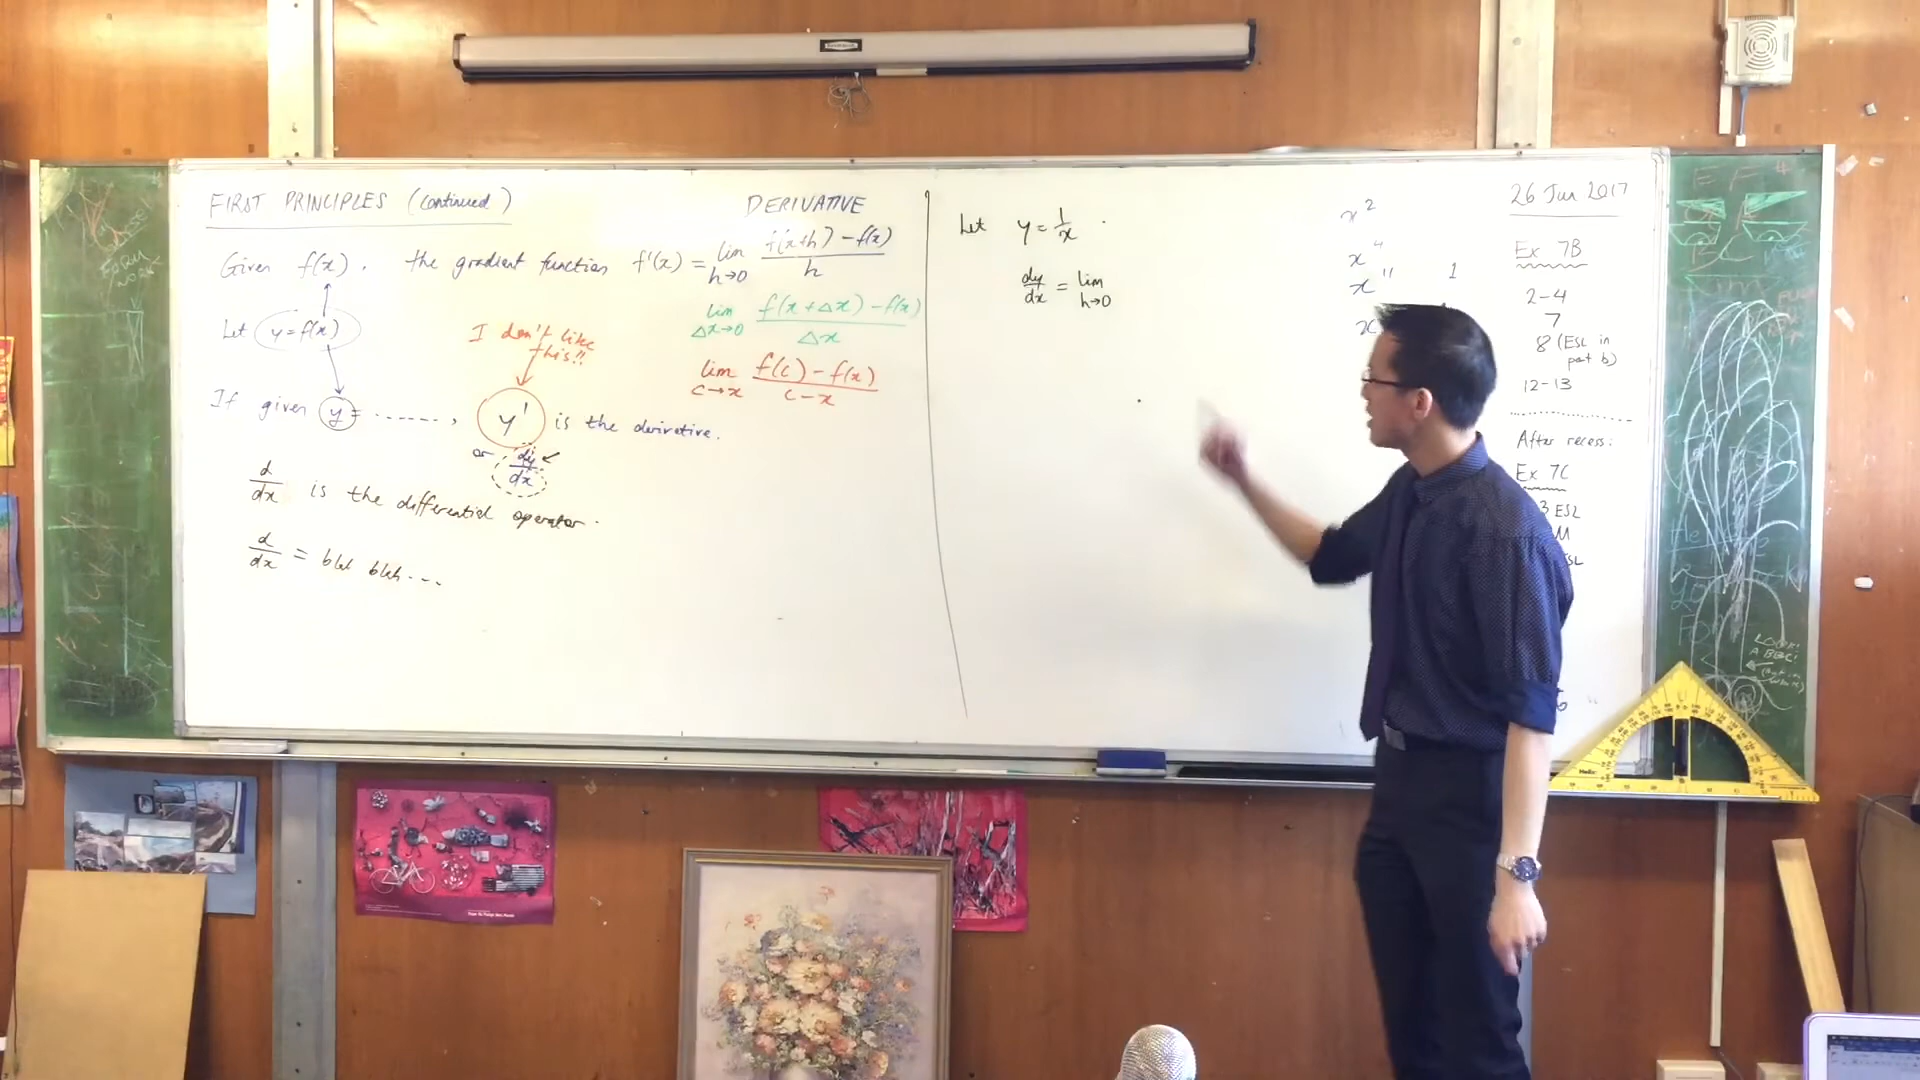 FIRST PRINCIPLES (continued)
DERIVATIVE
Given f(x), the gradient function f'(x) = lim h→0 f(x+h) - f(x) / h
lim Δx→0 f(x+Δx) - f(x) / Δx
lim c→x f(c) - f(x) / c - x
Let y = f(x)
I don't like this!!
If given y = ......, y' is the derivative.
or dy/dx
d/dx is the differential operator.
d/dx = blah blah...
Let y = 1/x
dy/dx = lim h→0
x²
x⁴
x¹¹
1
26 Jun 2017
Ex 7B
2-4
7
8 (ESL in part b)
12-13
After recess:
Ex 7C
3 ESL